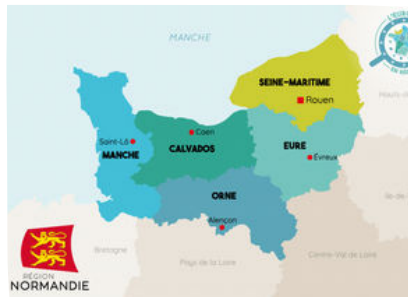 MANCHE
SEINE-MARITIME
Rouen
Saint-Lô
Caen
MANCHE
CALVADOS
EURE
Évreux
ORNE
Alençon
Bretagne
Pays de la Loire
Centre-Val de Loire
RÉGION
NORMANDIE